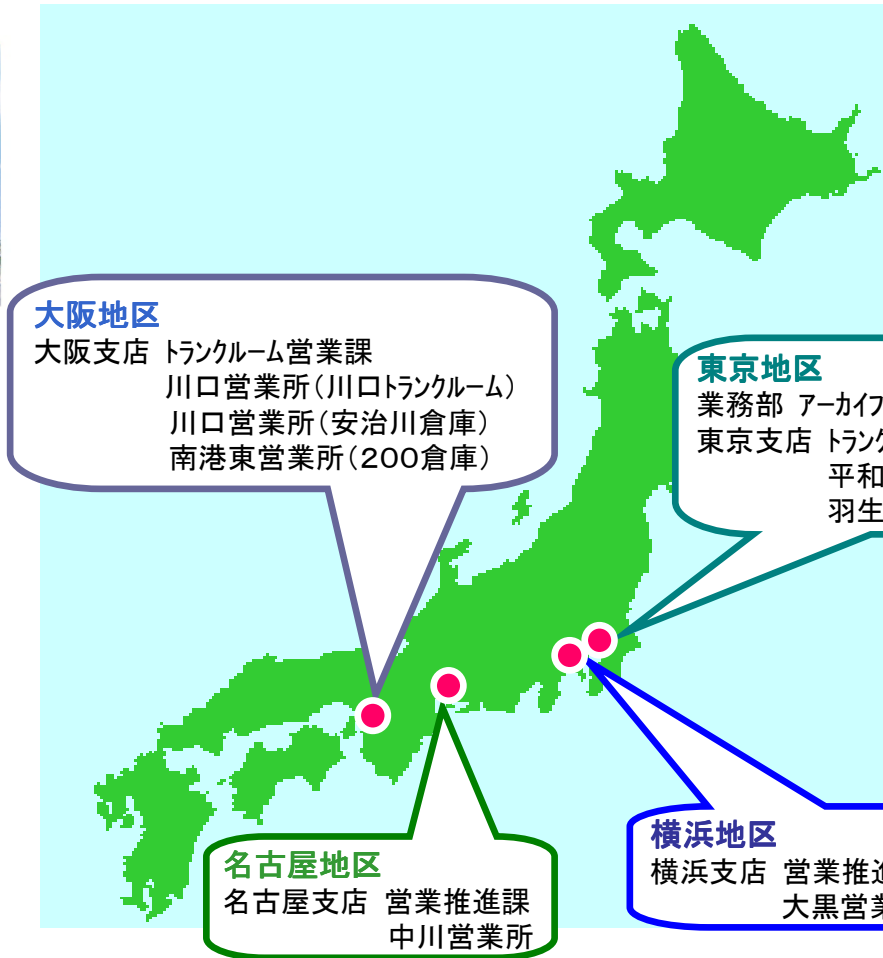 大阪地区
大阪支店 トランクルーム営業課
川口営業所(川口トランクルーム)
川口営業所(安治川倉庫)
南港東営業所(200倉庫)
東京地区
業務部 アーカイブ
東京支店 トランク
平和
羽生
名古屋地区
名古屋支店 営業推進課
中川営業所
横浜地区
横浜支店 営業推進
大黒営業